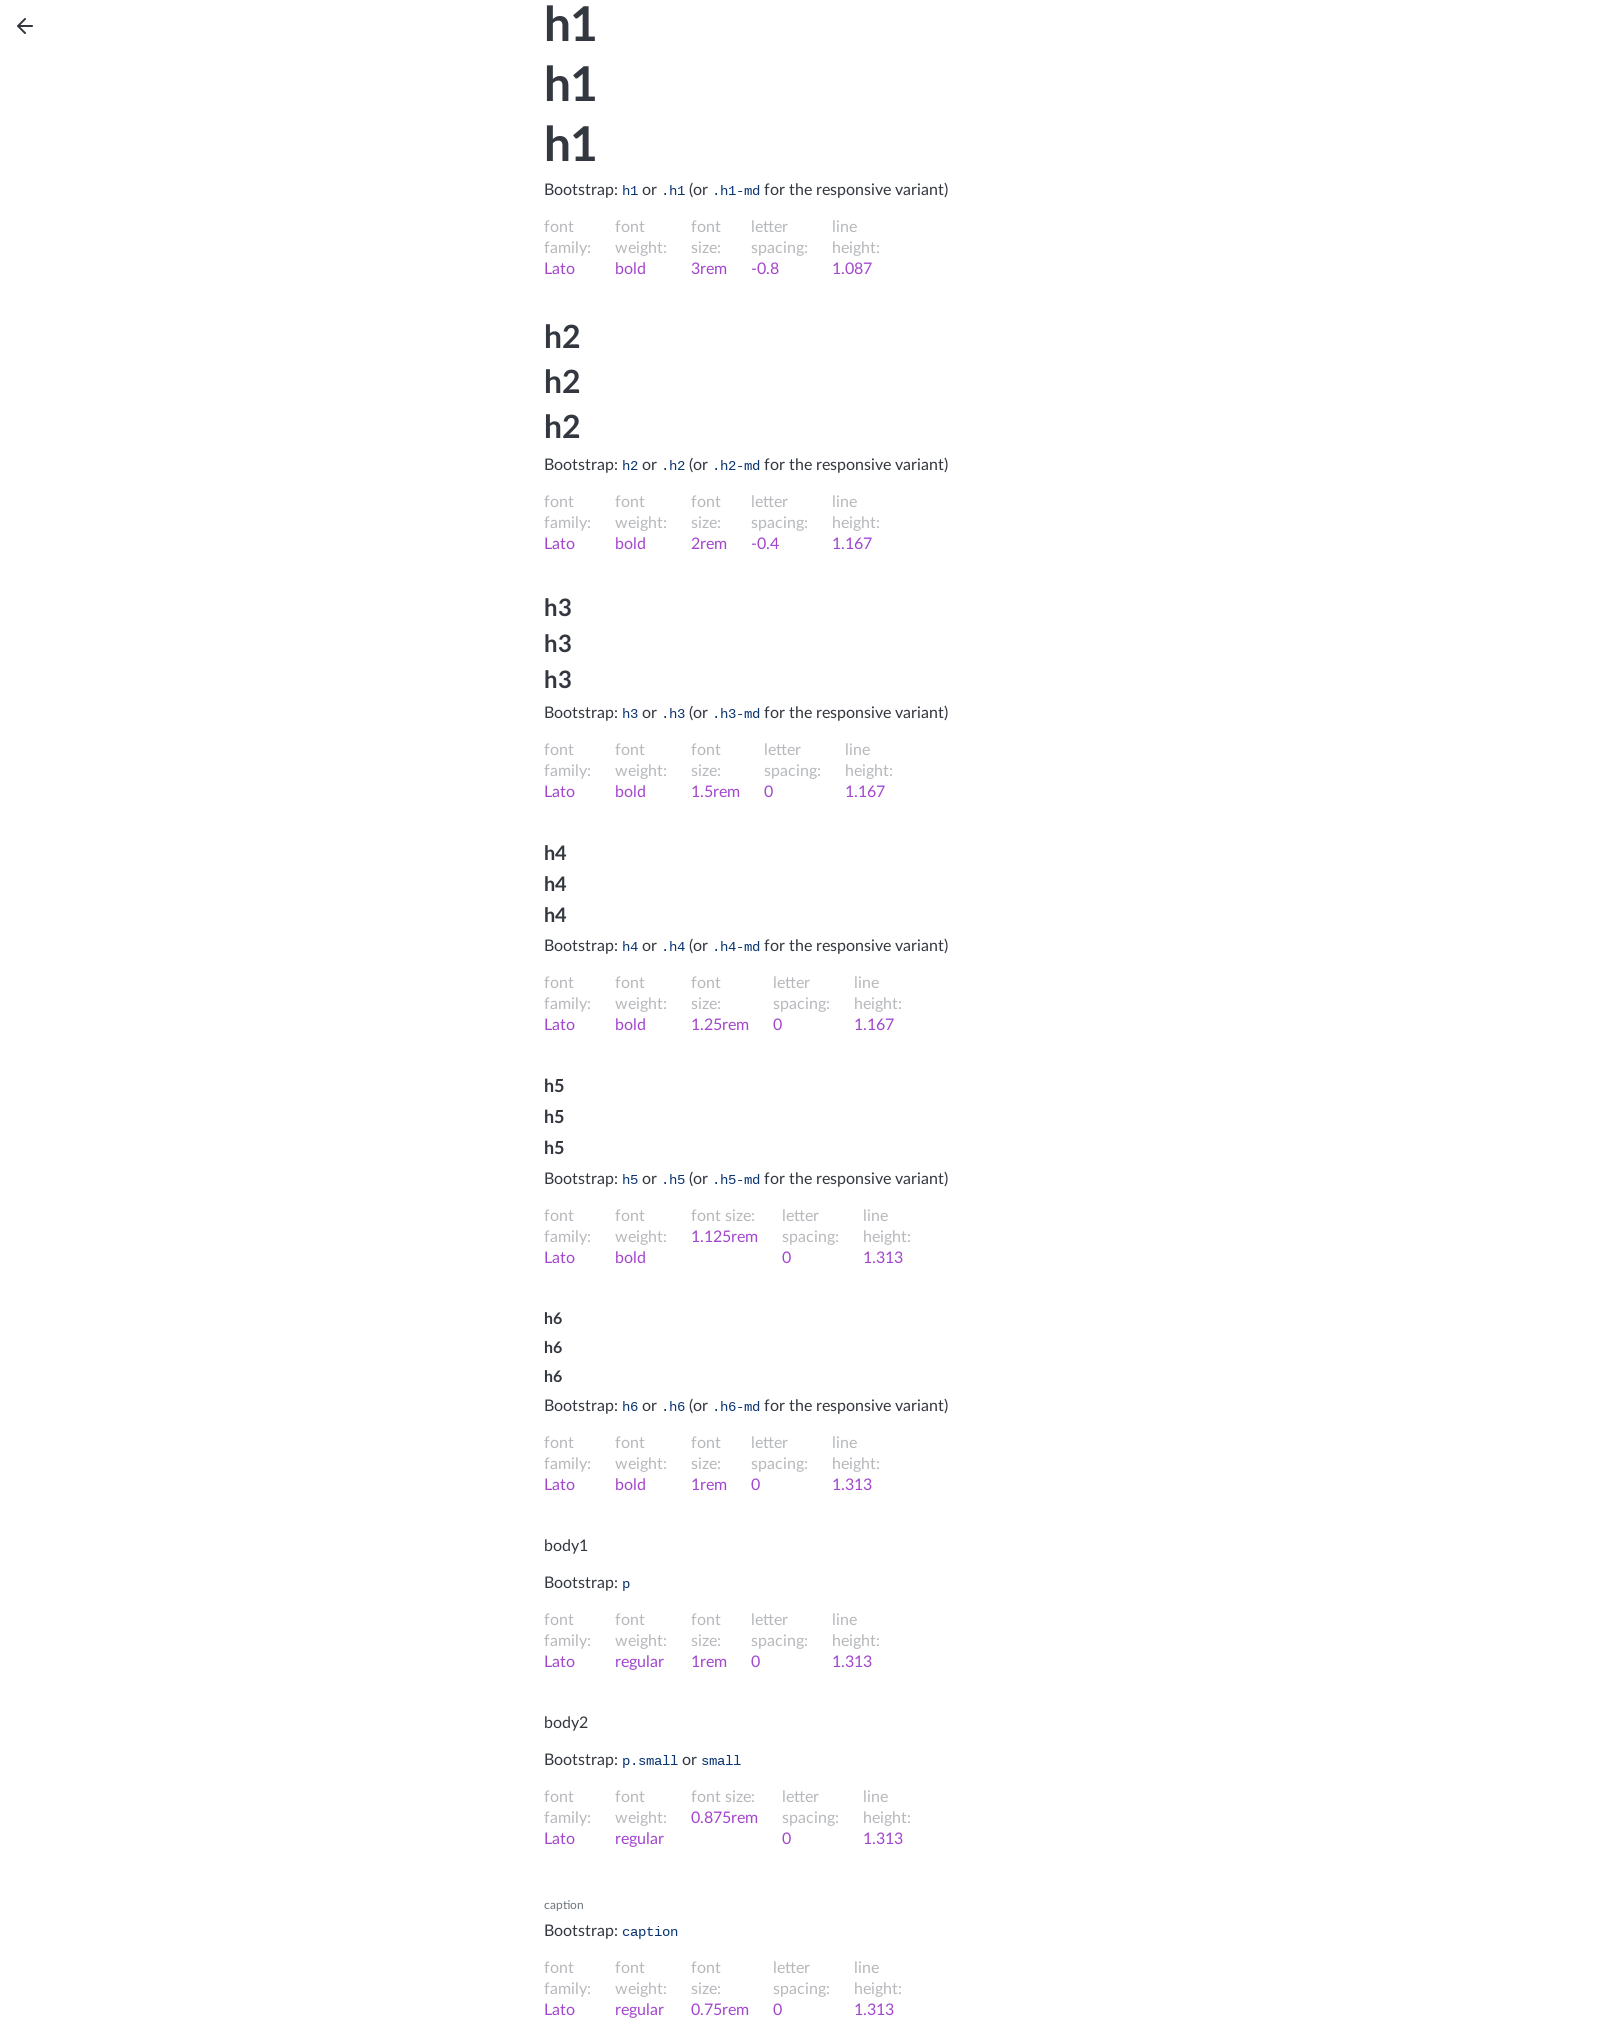 h1
h1
h1
Bootstrap: h1 or .h1 (or .h1-md for the responsive variant)
font font font letter line
family: weight: size: spacing: height:
Lato bold 3rem -0.8 1.087
h2
h2
h2
Bootstrap: h2 or .h2 (or .h2-md for the responsive variant)
font font font letter line
family: weight: size: spacing: height:
Lato bold 2rem -0.4 1.167
h3
h3
h3
Bootstrap: h3 or .h3 (or .h3-md for the responsive variant)
font font font letter line
family: weight: size: spacing: height:
Lato bold 1.5rem 0 1.167
h4
h4
h4
Bootstrap: h4 or .h4 (or .h4-md for the responsive variant)
font font font letter line
family: weight: size: spacing: height:
Lato bold 1.25rem 0 1.167
h5
h5
h5
Bootstrap: h5 or .h5 (or .h5-md for the responsive variant)
font font font size: letter line
family: weight: 1.125rem spacing: height:
Lato bold 0 1.313
h6
h6
h6
Bootstrap: h6 or .h6 (or .h6-md for the responsive variant)
font font font letter line
family: weight: size: spacing: height:
Lato bold 1rem 0 1.313
body1
Bootstrap: p
font font font letter line
family: weight: size: spacing: height:
Lato regular 1rem 0 1.313
body2
Bootstrap: p.small or small
font font font size: letter line
family: weight: 0.875rem spacing: height:
Lato regular 0 1.313
caption
Bootstrap: caption
font font font letter line
family: weight: size: spacing: height:
Lato regular 0.75rem 0 1.313